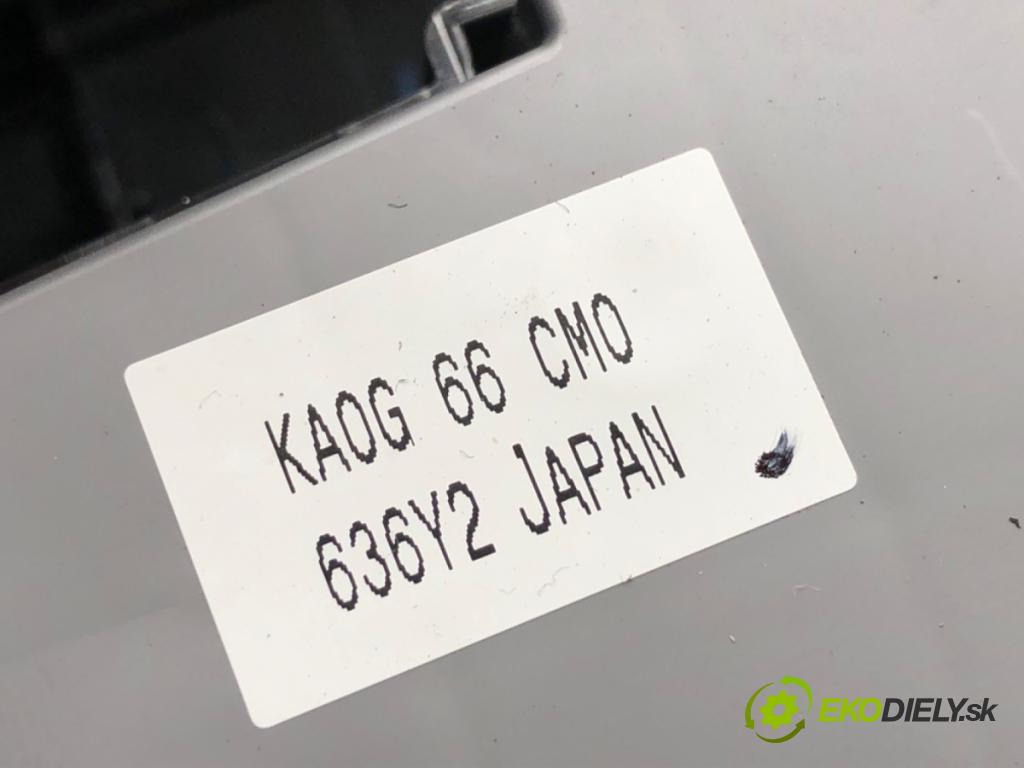 KA0G 66 CM0
636Y2 JAPAN
EKODIELY.sk